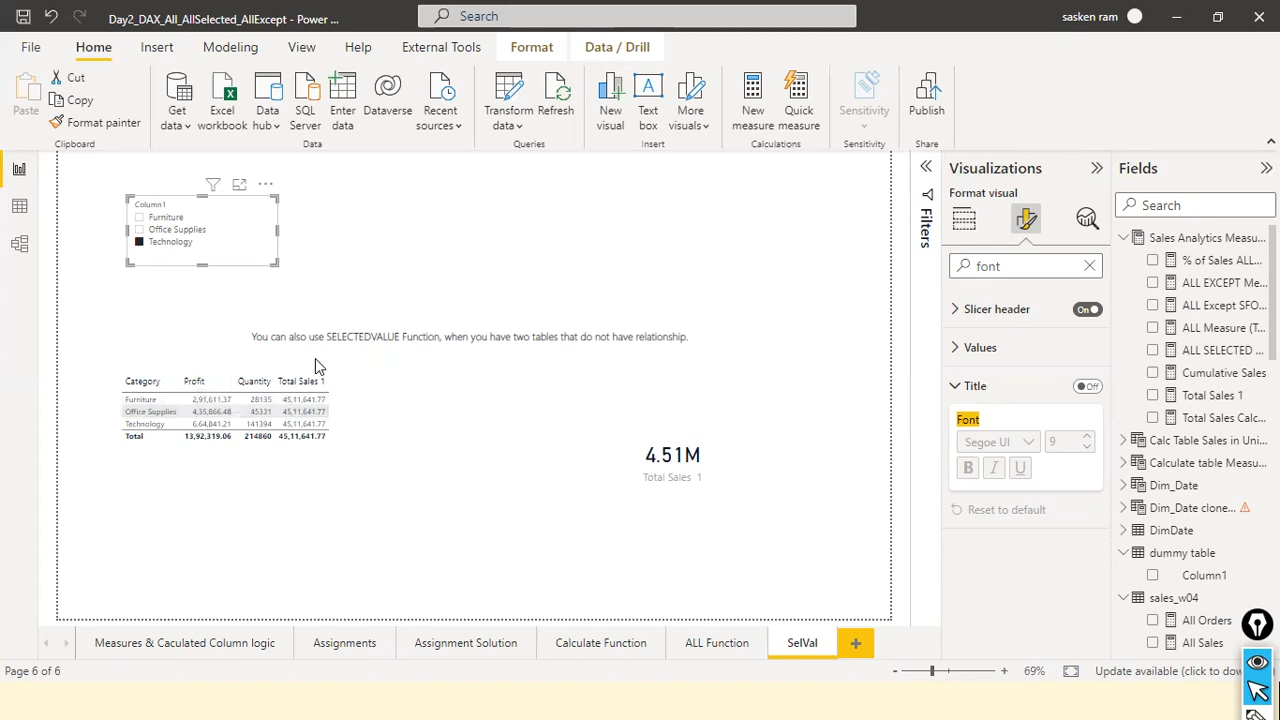 Day2_DAX_All_AllSelected_AllExcept - Power ...
Search
sasken ram
File Home Insert Modeling View Help External Tools Format Data / Drill
Paste
Cut
Copy
Format painter
Clipboard
Get data
Excel workbook
Data hub
SQL Server
Enter data
Dataverse
Recent sources
Data
Transform data
Refresh
Queries
New visual
Text box
More visuals
Insert
New measure
Quick measure
Calculations
Sensitivity
Sensitivity
Publish
Share
Column1
Furniture
Office Supplies
Technology
You can also use SELECTEDVALUE Function, when you have two tables that do not have relationship.
Category Profit Quantity Total Sales 1
Furniture 2,91,611.37 28135 45,11,641.77
Office Supplies 4,35,866.48 45331 45,11,641.77
Technology 6,64,841.21 141394 45,11,641.77
Total 13,92,319.06 214860 45,11,641.77
4.51M
Total Sales 1
Filters
Visualizations
Format visual
font
Slicer header On
Values
Title Off
Font
Segoe UI 9
B I U
Reset to default
Fields
Search
Sales Analytics Measu...
% of Sales ALL...
ALL EXCEPT Me...
ALL Except SFO...
ALL Measure (T...
ALL SELECTED ...
Cumulative Sales
Total Sales 1
Total Sales Calc...
Calc Table Sales in Uni...
Calculate table Measu...
Dim_Date
Dim_Date clone...
DimDate
dummy table
Column1
sales_w04
All Orders
All Sales
Measures & Caculated Column logic Assignments Assignment Solution Calculate Function ALL Function SelVal +
Page 6 of 6
- + 69%
Update available (click to dow